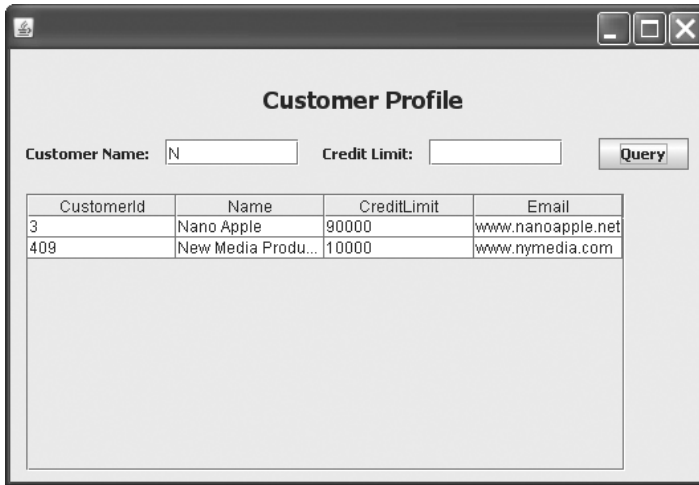 Customer Profile
Customer Name: N Credit Limit: Query
CustomerId Name CreditLimit Email
3 Nano Apple 90000 www.nanoapple.net
409 New Media Produ... 10000 www.nymedia.com